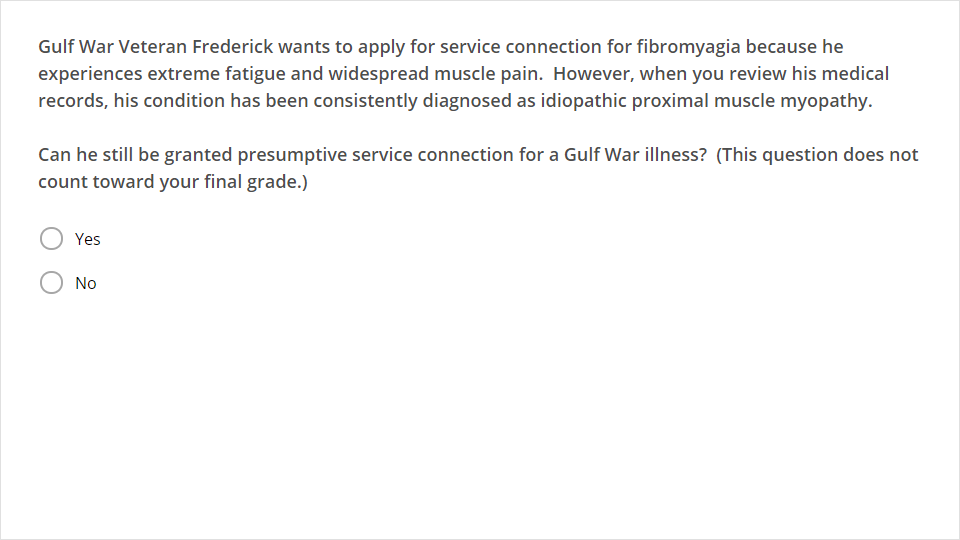 Gulf War Veteran Frederick wants to apply for service connection for fibromyagia because he
experiences extreme fatigue and widespread muscle pain.  However, when you review his medical
records, his condition has been consistently diagnosed as idiopathic proximal muscle myopathy.
Can he still be granted presumptive service connection for a Gulf War illness?  (This question does not
count toward your final grade.)
Yes
No